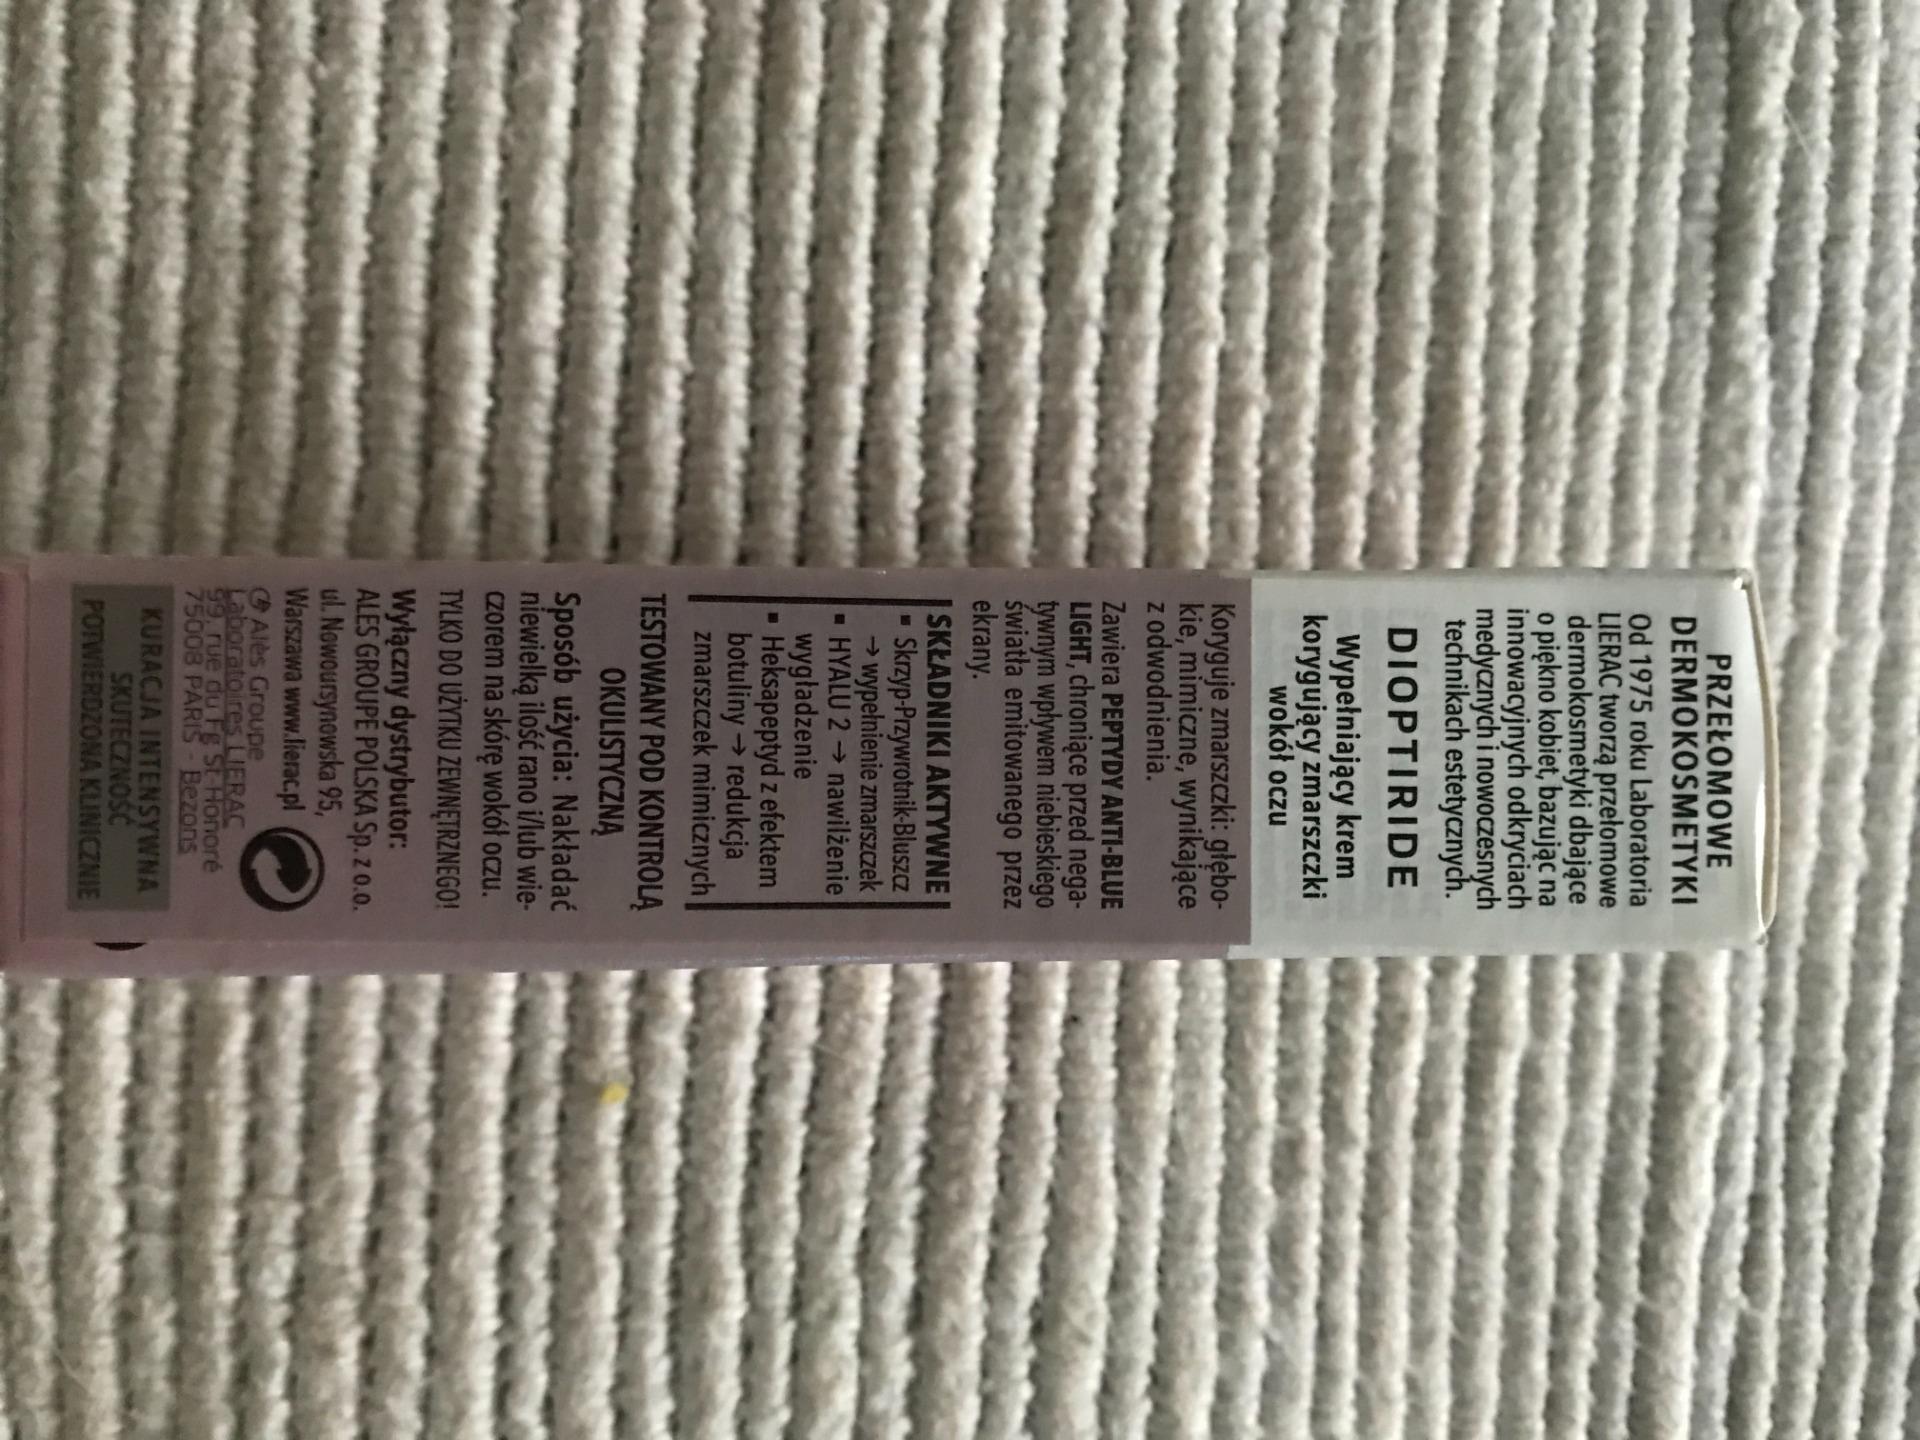 PRZEŁOMOWE
DERMOKOSMETYKI
Od 1975 roku Laboratoria
LIERAC tworzą przełomowe
dermokosmetyki dbające
o piękno kobiet, bazując na
innowacyjnych odkryciach
medycznych i nowoczesnych
technikach estetycznych.
DIOPTIRIDE
Wypełniający krem
korygujący zmarszczki
wokół oczu
Koryguje zmarszczki: głębo-
kie, mimiczne, wynikające
z odwodnienia.
Zawiera PEPTYDY ANTI-BLUE
LIGHT, chroniące przed nega-
tywnym wpływem niebieskiego
światła emitowanego przez
ekrany.
SKŁADNIKI AKTYWNE
▪ Skrzyp-Przywrotnik-Bluszcz
→ wypełnienie zmarszczek
▪ HYALU 2 → nawilżenie
wygładzenie
▪ Heksapeptyd z efektem
botuliny → redukcja
zmarszczek mimicznych
TESTOWANY POD KONTROLĄ
OKULISTYCZNĄ
Sposób użycia: Nakładać
niewielką ilość rano i/lub wie-
czorem na skórę wokół oczu.
TYLKO DO UŻYTKU ZEWNĘTRZNEGO!
Wyłączny dystrybutor:
ALES GROUPE POLSKA Sp. z o.o.
ul. Nowoursynowska 95,
Warszawa www.lierac.pl
Alès Groupe
Laboratoires LIERAC
99, rue du Fg St-Honoré
75008 PARIS - Bezons
KURACJA INTENSYWNA
SKUTECZNOŚĆ
POTWIERDZONA KLINICZNIE